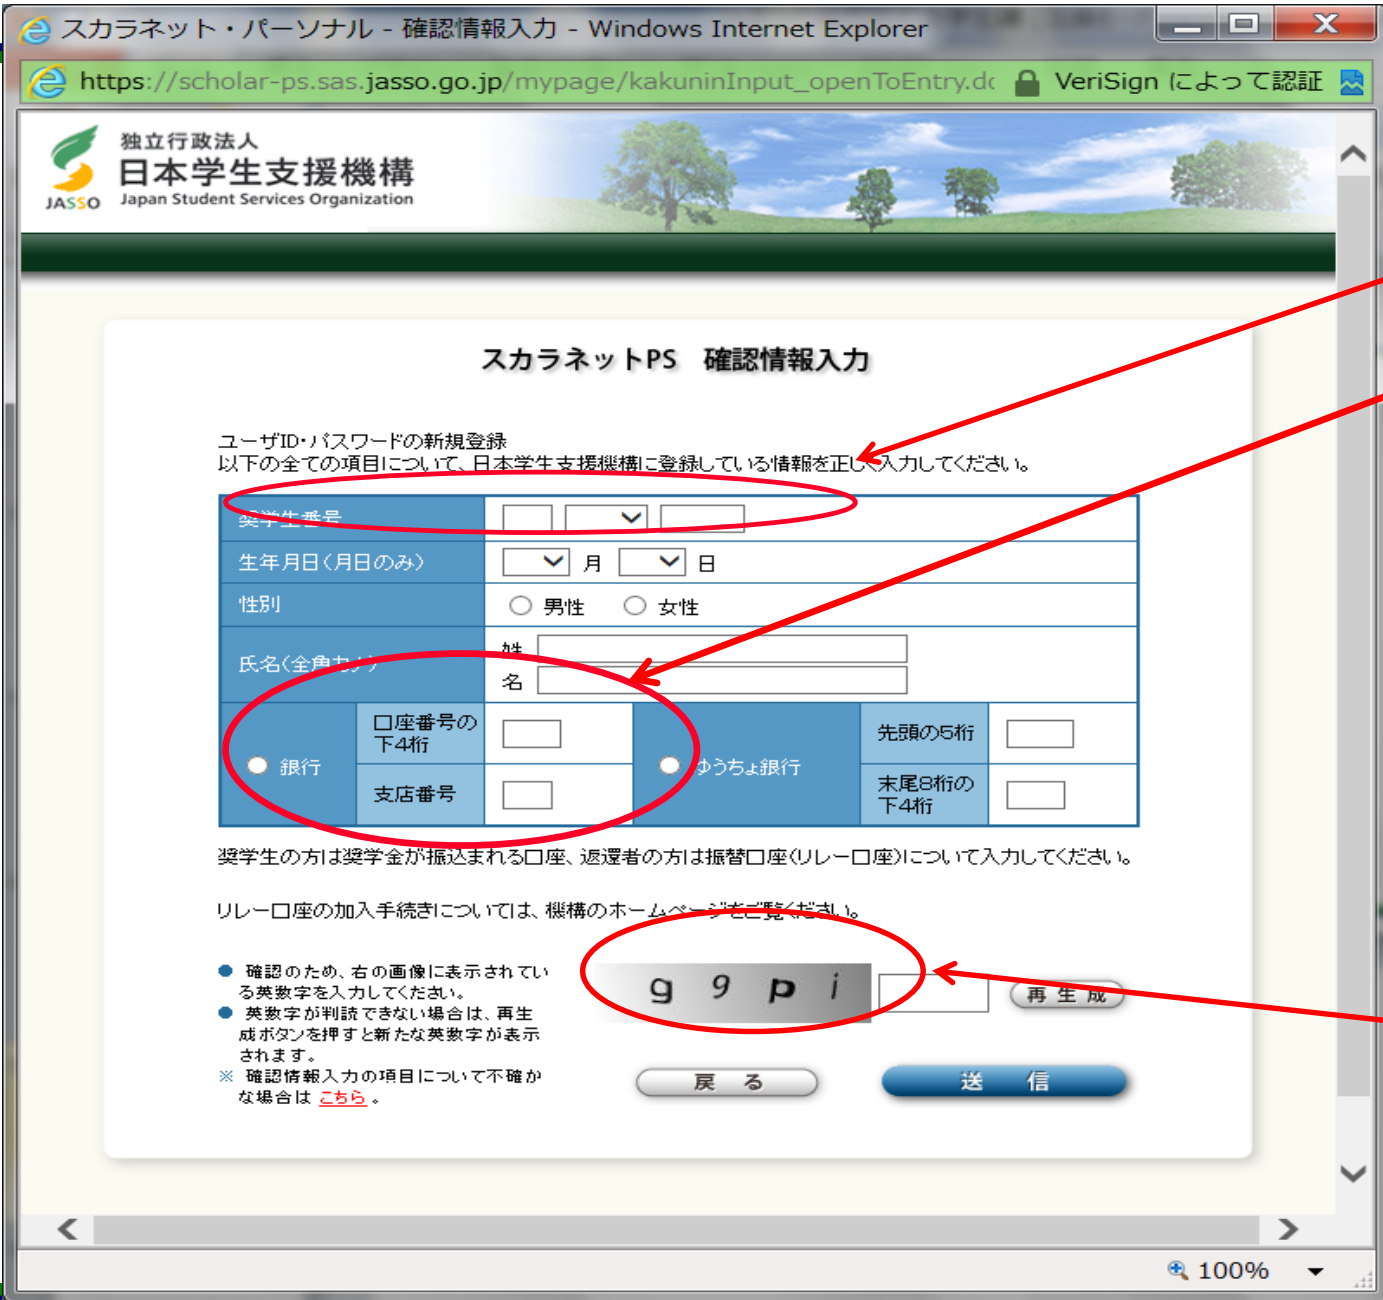 スカラネット・パーソナル - 確認情報入力 - Windows Internet Explorer
https://scholar-ps.sas.jasso.go.jp/mypage/kakuninInput_openToEntry.dc VeriSign によって認証
独立行政法人
日本学生支援機構
JASSO Japan Student Services Organization
スカラネットPS 確認情報入力
ユーザID・パスワードの新規登録
以下の全ての項目について、日本学生支援機構に登録している情報を正しく入力してください。
奨学生番号
生年月日(月日のみ) 月 日
性別 男性 女性
氏名(全角カナ) 姓
名
銀行 口座番号の下4桁 ゆうちょ銀行 先頭の5桁
支店番号 末尾8桁の下4桁
奨学生の方は奨学金が振込まれる口座、返還者の方は振替口座(リレー口座)について入力してください。
リレー口座の加入手続きについては、機構のホームページをご覧ください。
● 確認のため、右の画像に表示されてい
る英数字を入力してください。
● 英数字が判読できない場合は、再生
成ボタンを押すと新たな英数字が表示
されます。
※ 確認情報入力の項目について不確か
な場合は こちら 。
g 9 p i 再生成
戻る 送信
100%